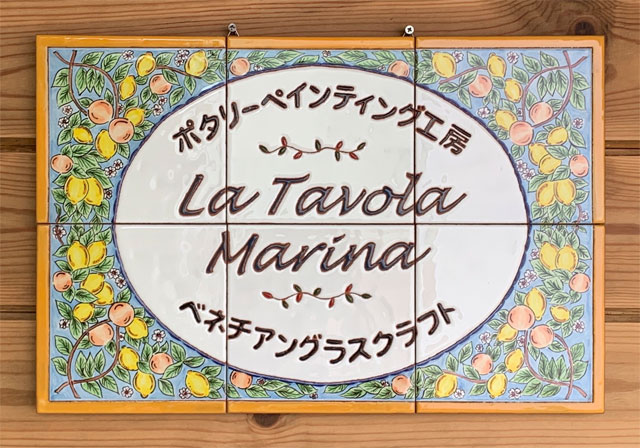 ポタリーペインティング工房
La Tavola
Marina
ベネチアングラスクラフト